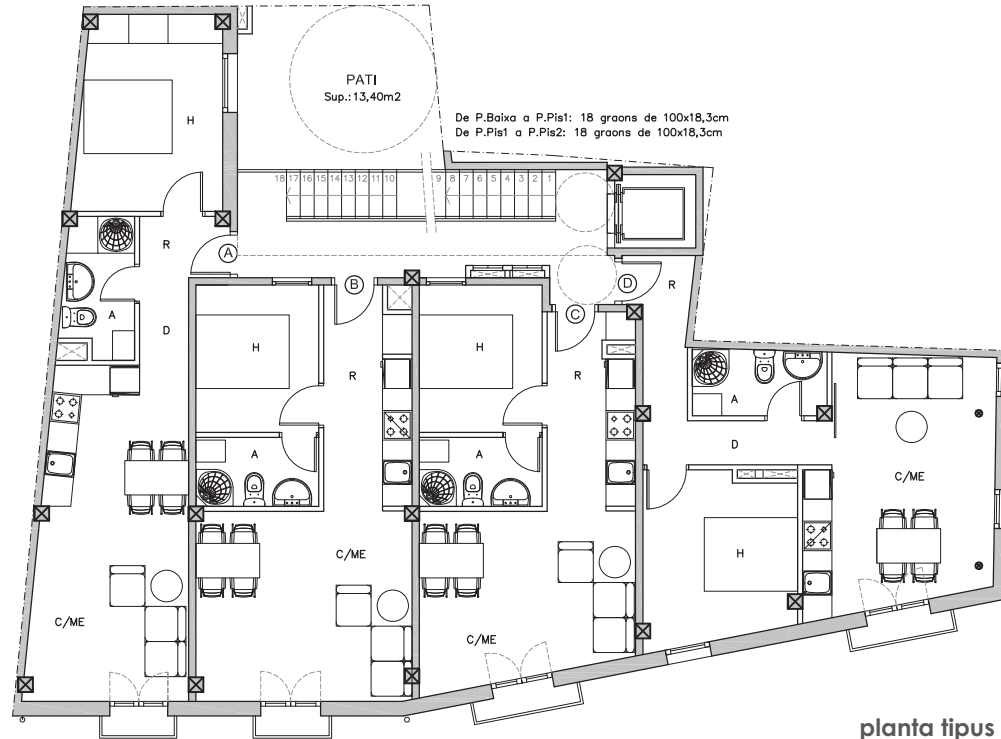 PATI
Sup.:13,40m2
De P.Baixa a P.Pis1: 18 graons de 100x18,3cm
De P.Pis1 a P.Pis2: 18 graons de 100x18,3cm
H
18 17 16 15 14 13 12 11 10 9 8 7 6 5 4 3 2 1
R
A
B
C
D
R
A
D
H
R
A
H
R
A
A
D
C/ME
C/ME
H
C/ME
C/ME
planta tipus